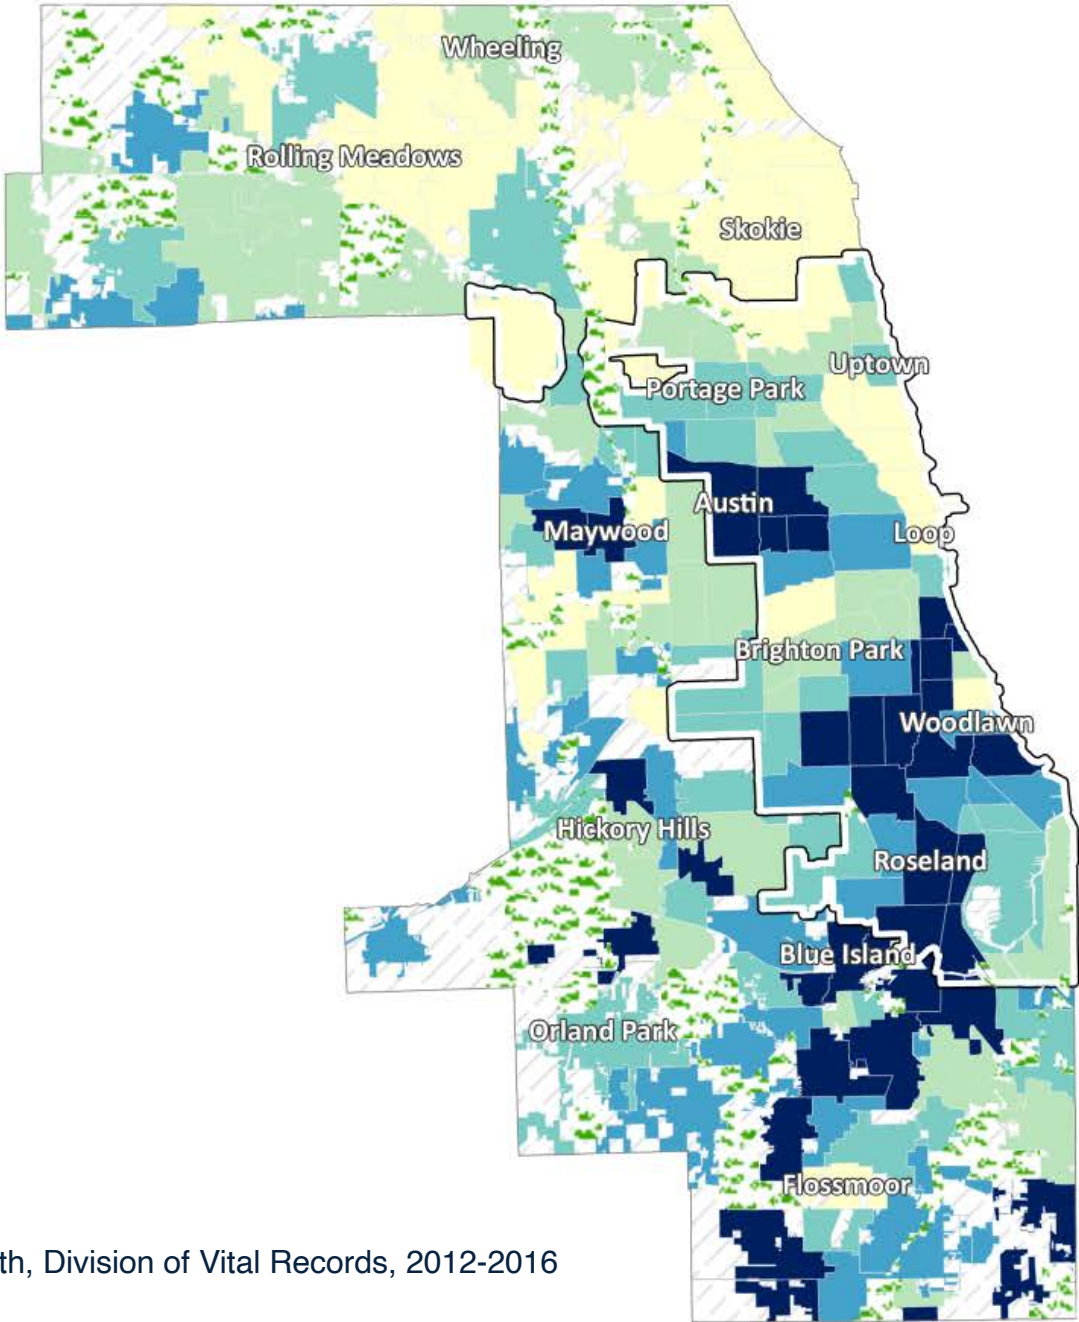 Wheeling
Rolling Meadows
Skokie
Uptown
Portage Park
Austin
Maywood
Loop
Brighton Park
Woodlawn
Hickory Hills
Roseland
Blue Island
Orland Park
Flossmoor
th, Division of Vital Records, 2012-2016